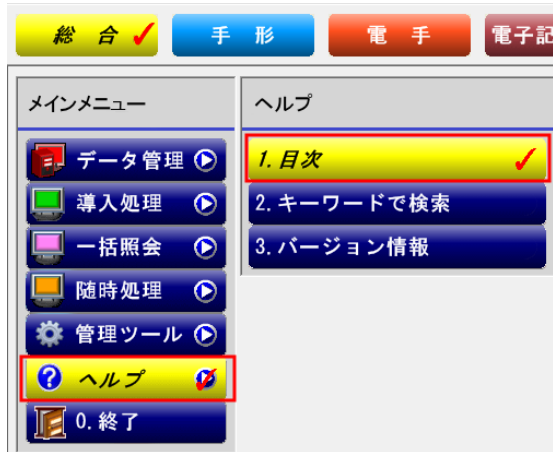 総 合
手 形
電 手
電子記
メインメニュー
データ管理
導入処理
一括照会
随時処理
管理ツール
ヘルプ
0.終了
ヘルプ
1.目次
2.キーワードで検索
3.バージョン情報